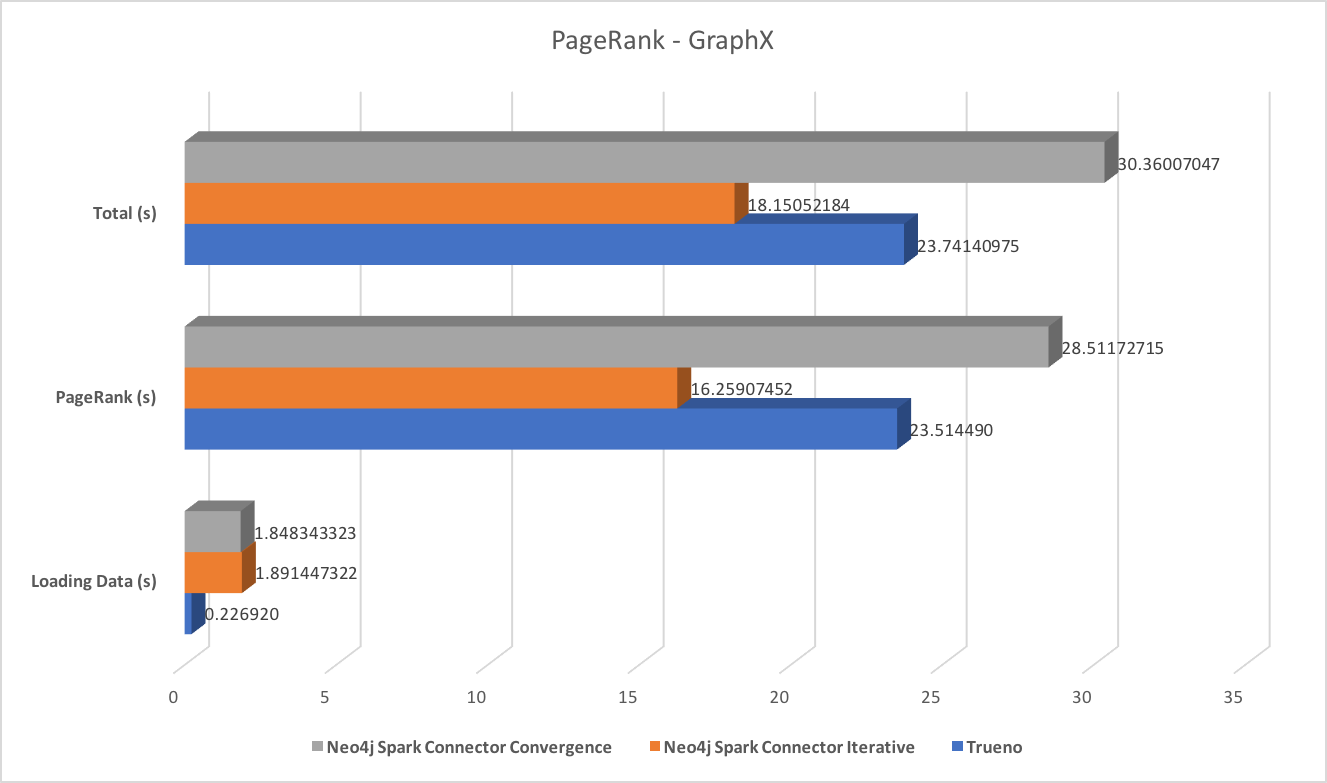 PageRank - GraphX
30.36007047
Total (s)
18.15052184
23.74140975
28.51172715
PageRank (s)
16.25907452
23.514490
1.848343323
Loading Data (s)
1.891447322
0.226920
0 5 10 15 20 25 30 35
Neo4j Spark Connector Convergence Neo4j Spark Connector Iterative Trueno